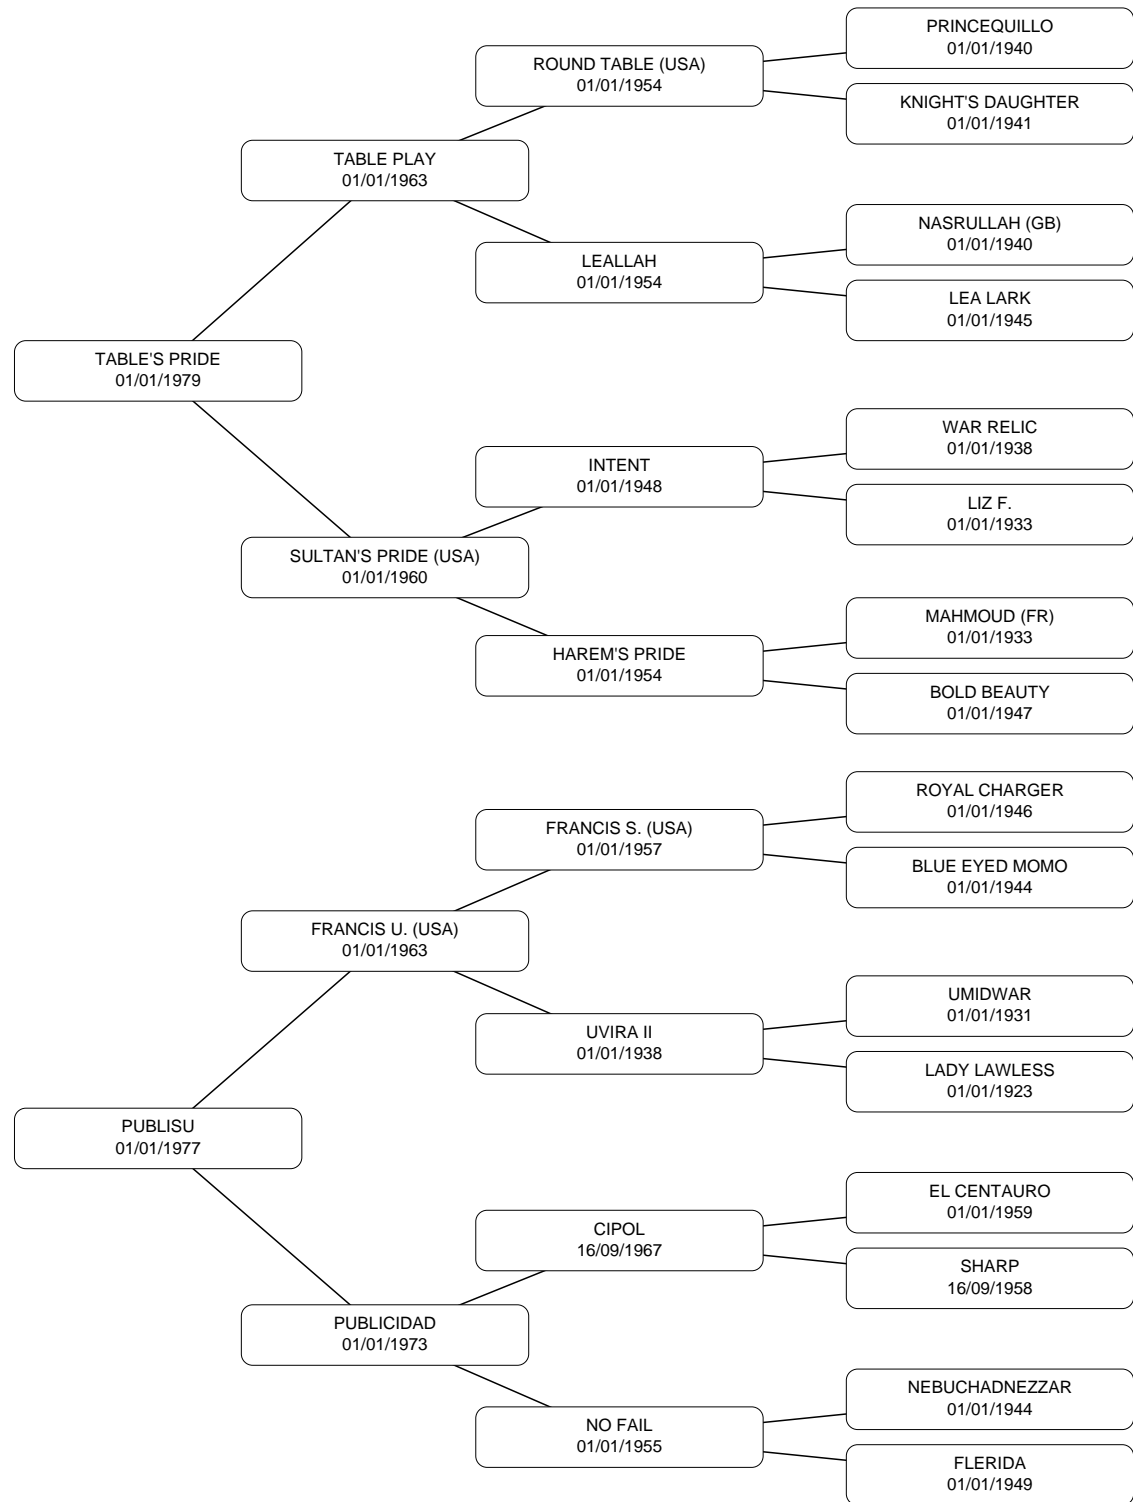 PRINCEQUILLO
01/01/1940
ROUND TABLE (USA)
01/01/1954
KNIGHT'S DAUGHTER
01/01/1941
TABLE PLAY
01/01/1963
NASRULLAH (GB)
01/01/1940
LEALLAH
01/01/1954
LEA LARK
01/01/1945
TABLE'S PRIDE
01/01/1979
WAR RELIC
01/01/1938
INTENT
01/01/1948
LIZ F.
01/01/1933
SULTAN'S PRIDE (USA)
01/01/1960
MAHMOUD (FR)
01/01/1933
HAREM'S PRIDE
01/01/1954
BOLD BEAUTY
01/01/1947
ROYAL CHARGER
01/01/1946
FRANCIS S. (USA)
01/01/1957
BLUE EYED MOMO
01/01/1944
FRANCIS U. (USA)
01/01/1963
UMIDWAR
01/01/1931
UVIRA II
01/01/1938
LADY LAWLESS
01/01/1923
PUBLISU
01/01/1977
EL CENTAURO
01/01/1959
CIPOL
16/09/1967
SHARP
16/09/1958
PUBLICIDAD
01/01/1973
NEBUCHADNEZZAR
01/01/1944
NO FAIL
01/01/1955
FLERIDA
01/01/1949